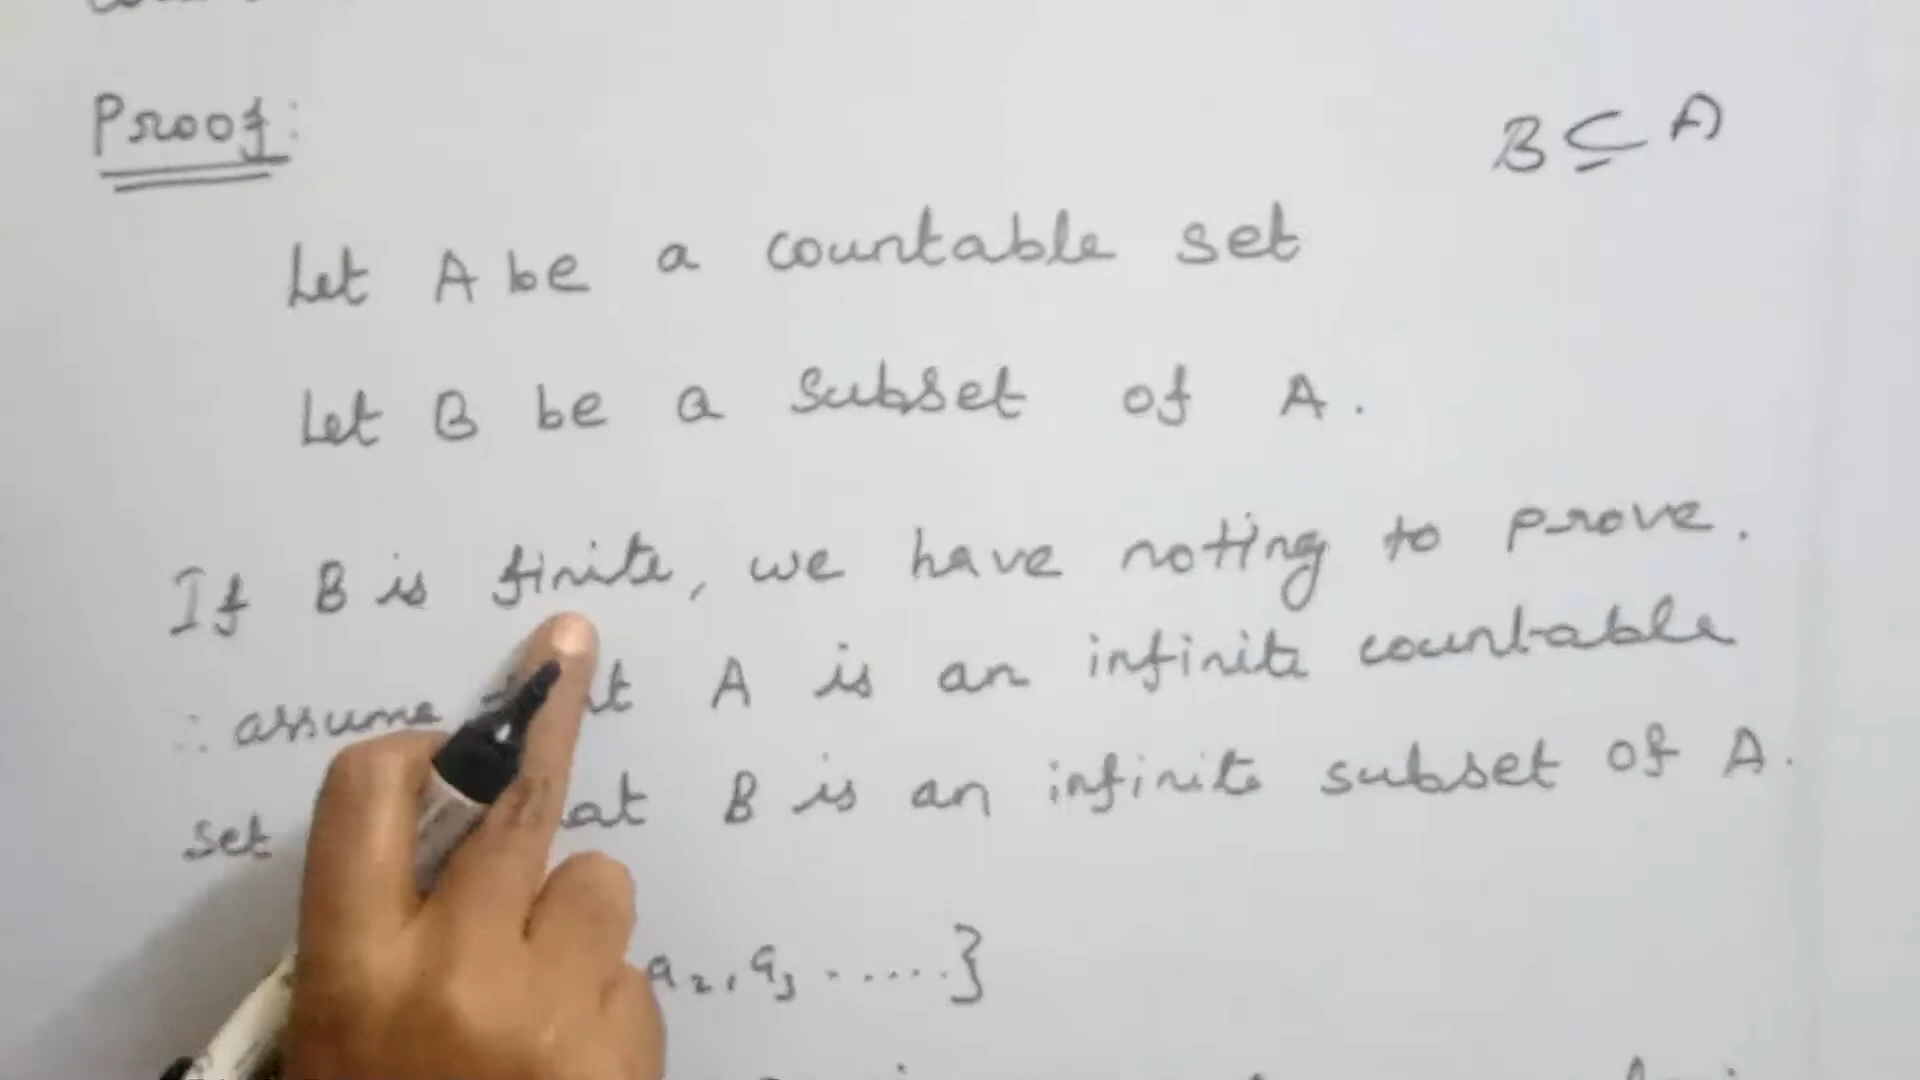 Proof:
B ⊆ A
Let A be a countable set
Let B be a subset of A.
If B is finite, we have noting to prove.
∴ assume A is an infinite countable
set B is an infinite subset of A.
a₂, a₃ ......}